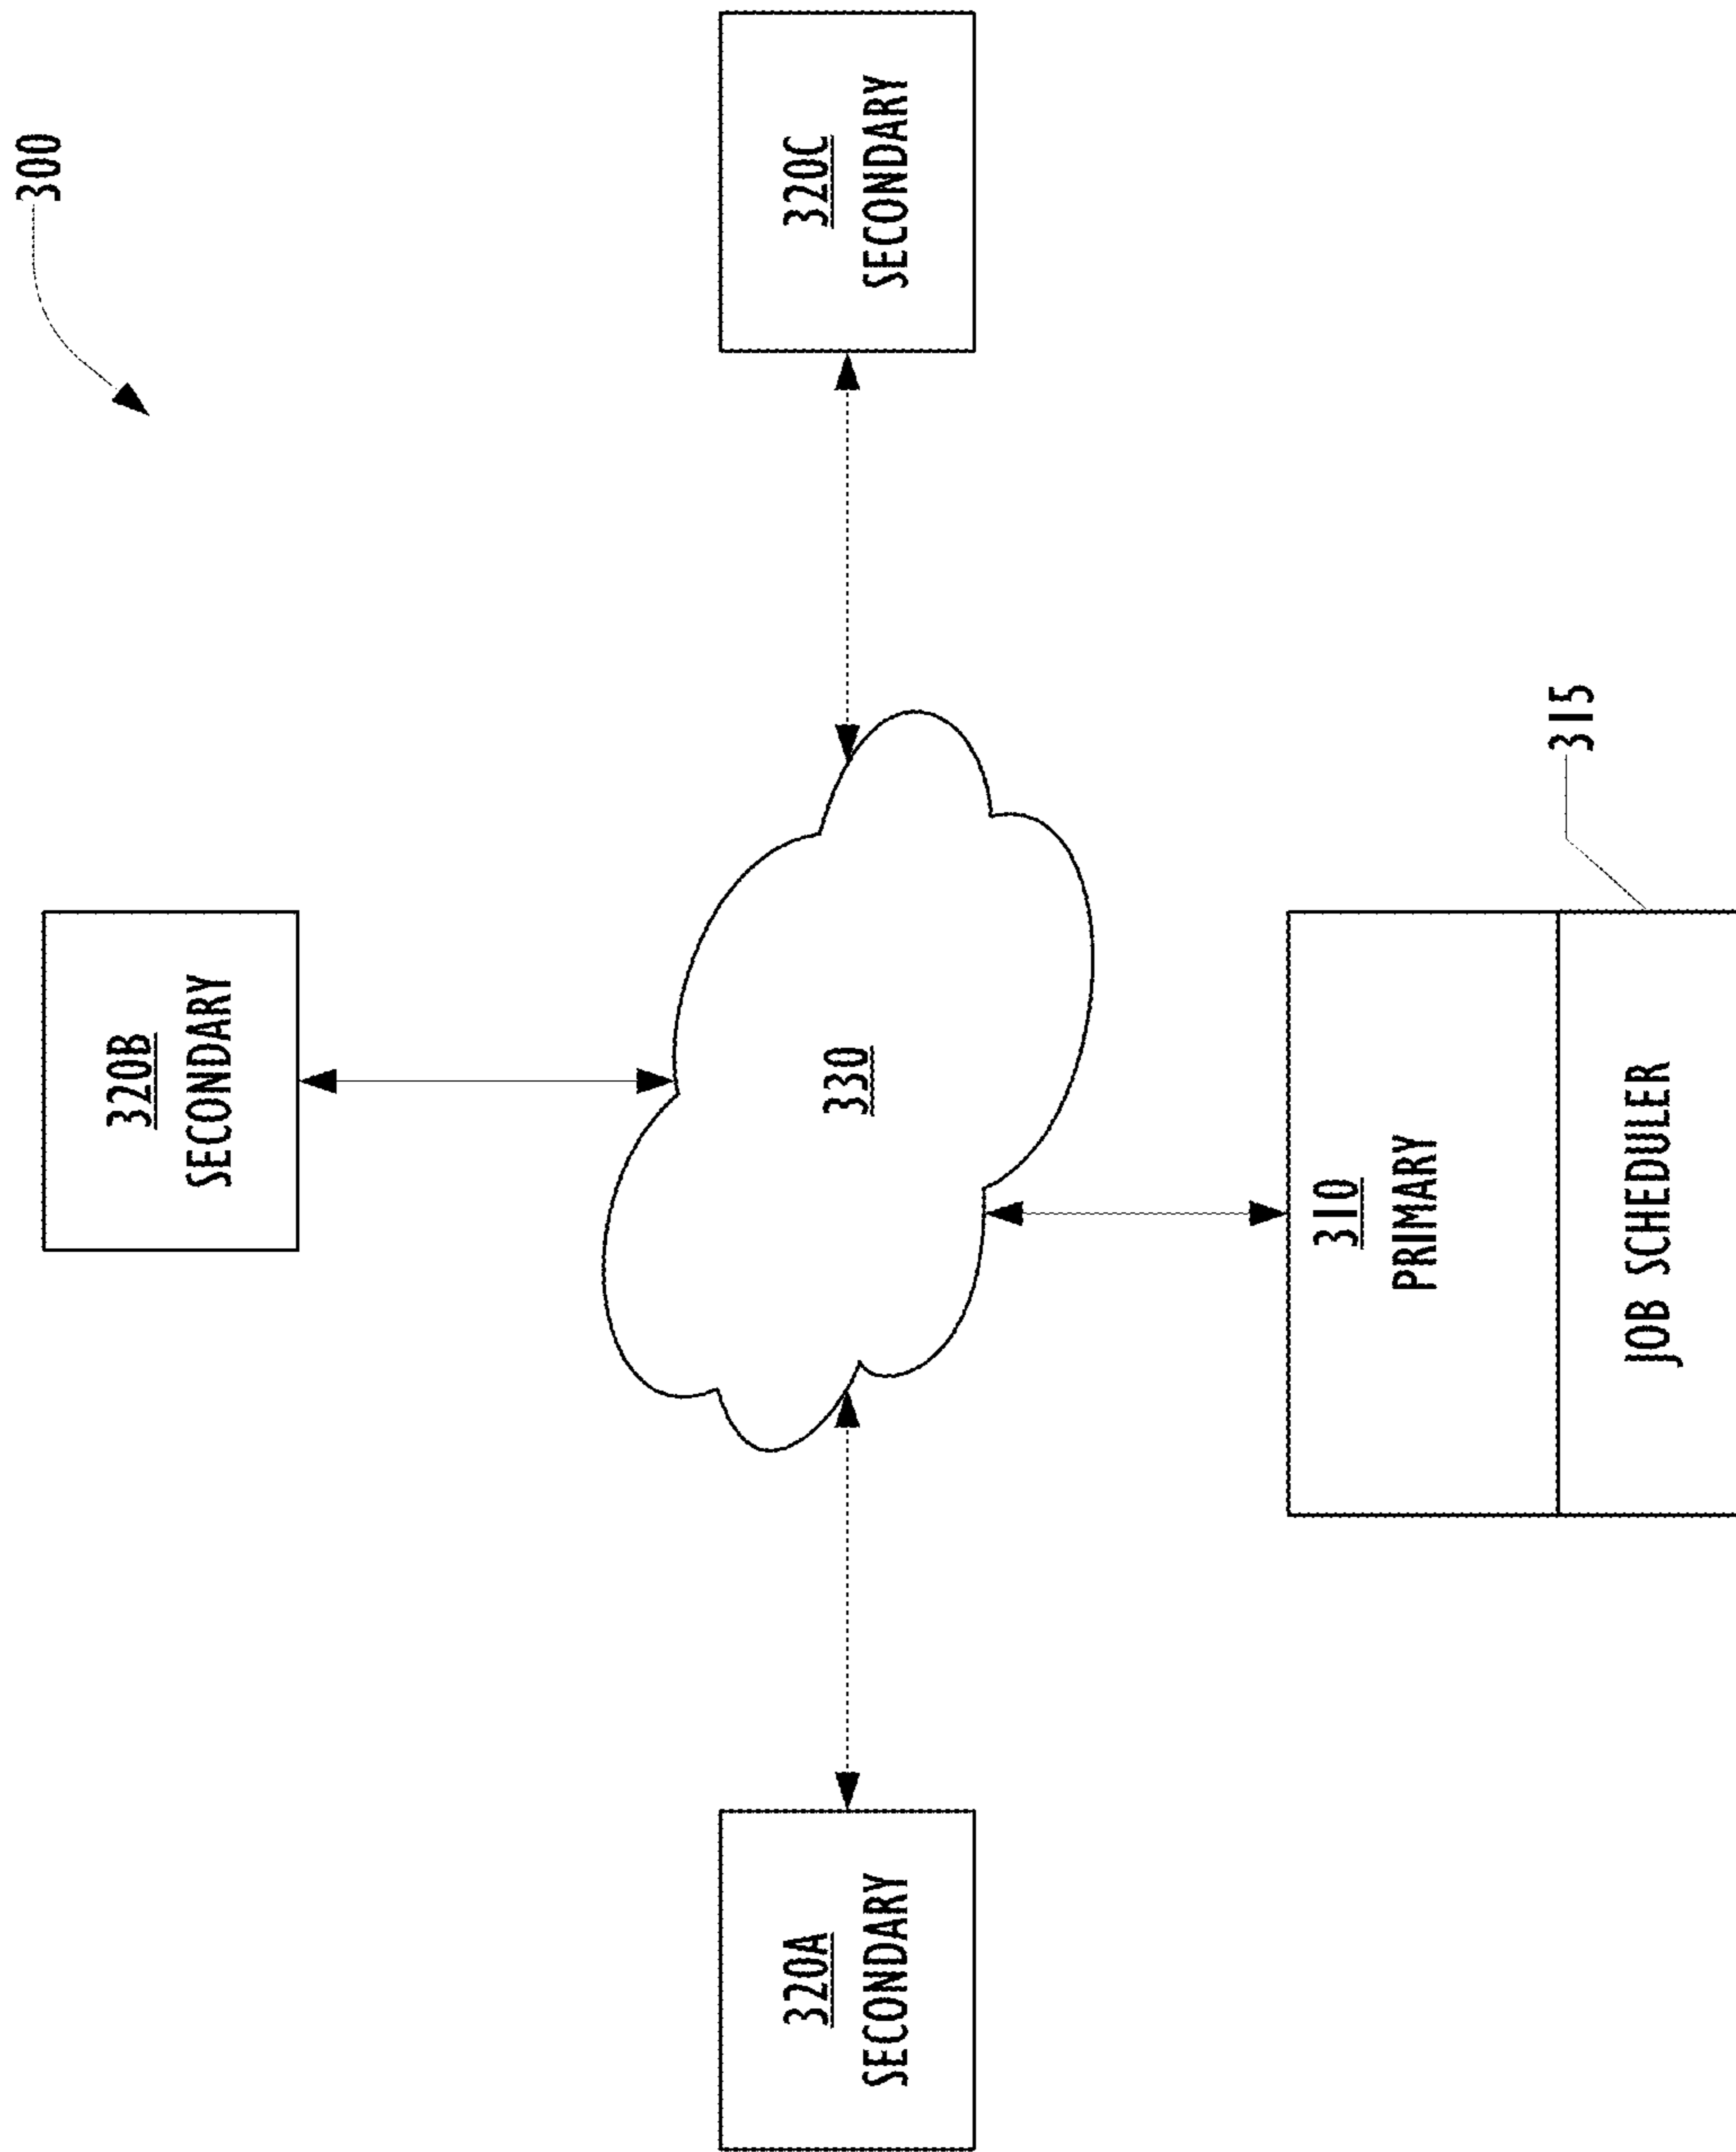 300
320B
SECONDARY
320A
SECONDARY
330
320C
SECONDARY
310
PRIMARY
315
JOB SCHEDULER